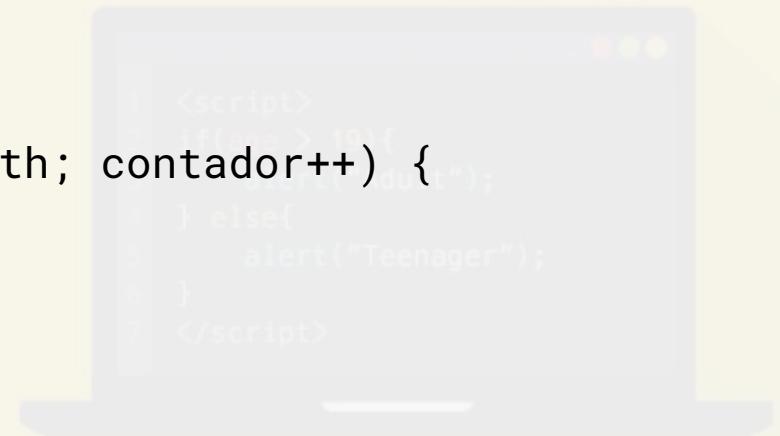 <script>
th; contador++) {
} else{
alert("Teenager");
}
</script>